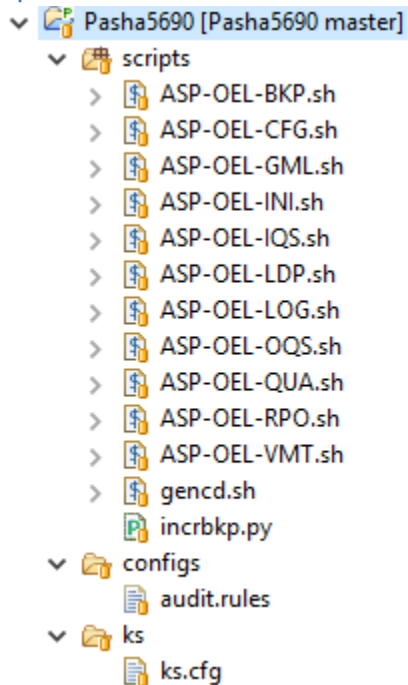 Pasha5690 [Pasha5690 master]
scripts
ASP-OEL-BKP.sh
ASP-OEL-CFG.sh
ASP-OEL-GML.sh
ASP-OEL-INI.sh
ASP-OEL-IQS.sh
ASP-OEL-LDP.sh
ASP-OEL-LOG.sh
ASP-OEL-OQS.sh
ASP-OEL-QUA.sh
ASP-OEL-RPO.sh
ASP-OEL-VMT.sh
gencd.sh
incrbkp.py
configs
audit.rules
ks
ks.cfg